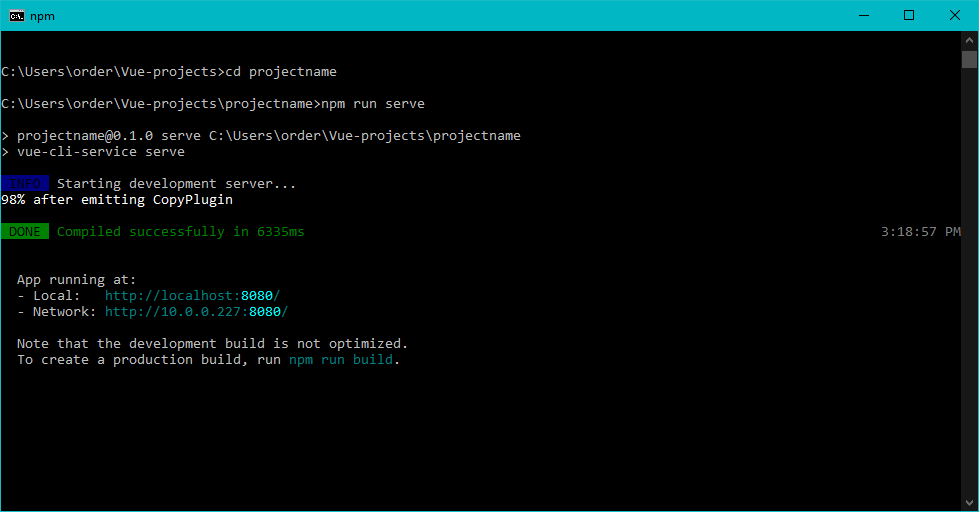 npm
C:\Users\order\Vue-projects>cd projectname
C:\Users\order\Vue-projects\projectname>npm run serve
> projectname@0.1.0 serve C:\Users\order\Vue-projects\projectname
> vue-cli-service serve
INFO Starting development server...
98% after emitting CopyPlugin
DONE Compiled successfully in 6335ms 3:18:57 PM
App running at:
- Local: http://localhost:8080/
- Network: http://10.0.0.227:8080/
Note that the development build is not optimized.
To create a production build, run npm run build.